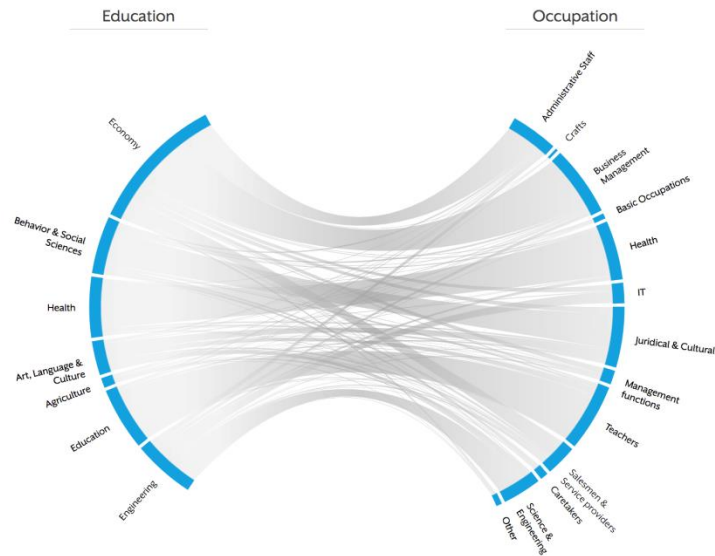 Education
Occupation
Economy
Behavior & Social
Sciences
Health
Art, Language &
Culture
Agriculture
Education
Engineering
Administrative Staff
Crafts
Business
Management
Basic Occupations
Health
IT
Juridical & Cultural
Management
functions
Teachers
Salesmen &
Service providers
Caretakers
Science &
Engineering
Other